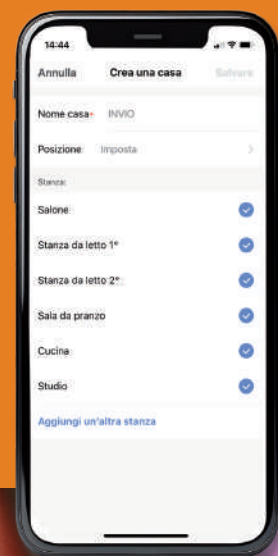 14:44
Annulla Crea una casa Salvare
Nome casa* INVIO
Posizione Imposta
Stanza:
Salone
Stanza da letto 1°
Stanza da letto 2°
Sala da pranzo
Cucina
Studio
Aggiungi un'altra stanza